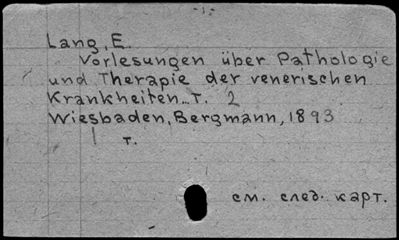 -1-
Lang, E.
Vorlesungen über Pathologie
und Therapie der venerischen
Krankheiten... т. 2
Wiesbaden, Bergmann, 1893
1 т.
см. след. карт.